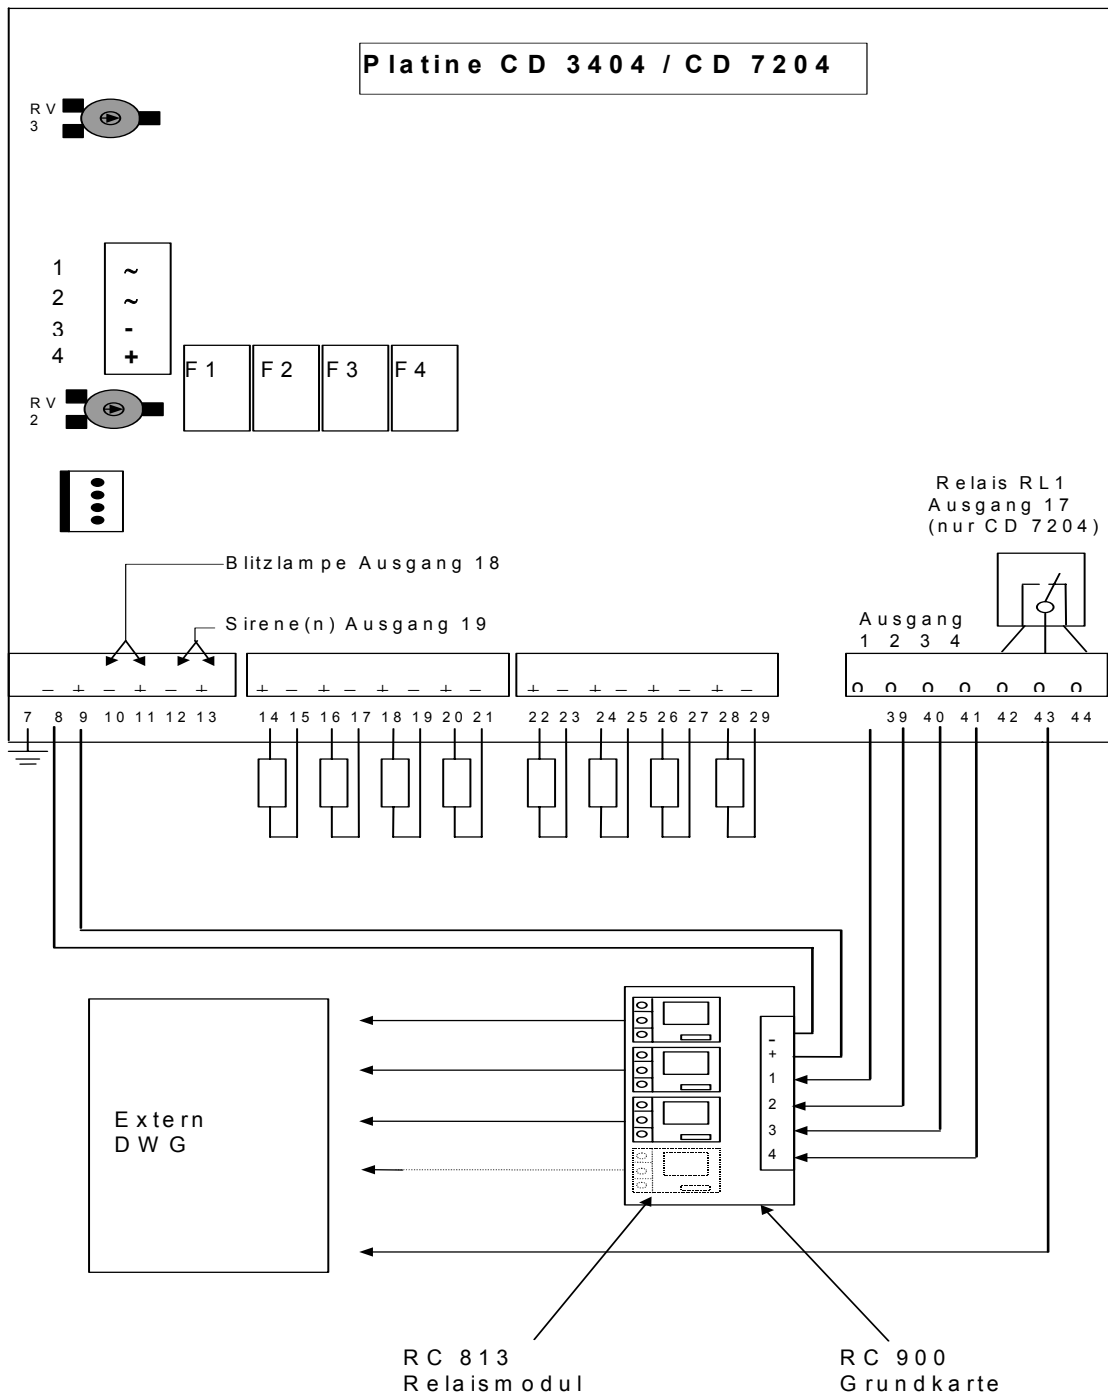 Platine CD 3404 / CD 7204
RV
3
1 ~
2 ~
3 -
4 +
F1 F2 F3 F4
RV
2
Relais RL1
Ausgang 17
(nur CD 7204)
Blitzlampe Ausgang 18
Sirene(n) Ausgang 19
Ausgang
1 2 3 4
- + - + - + + - + - + - + - + - + - + - + - O O O O O O O
7 8 9 10 11 12 13 14 15 16 17 18 19 20 21 22 23 24 25 26 27 28 29 39 40 41 42 43 44
-
+
1
2
3
4
Extern
DWG
RC 813
Relaismodul
RC 900
Grundkarte